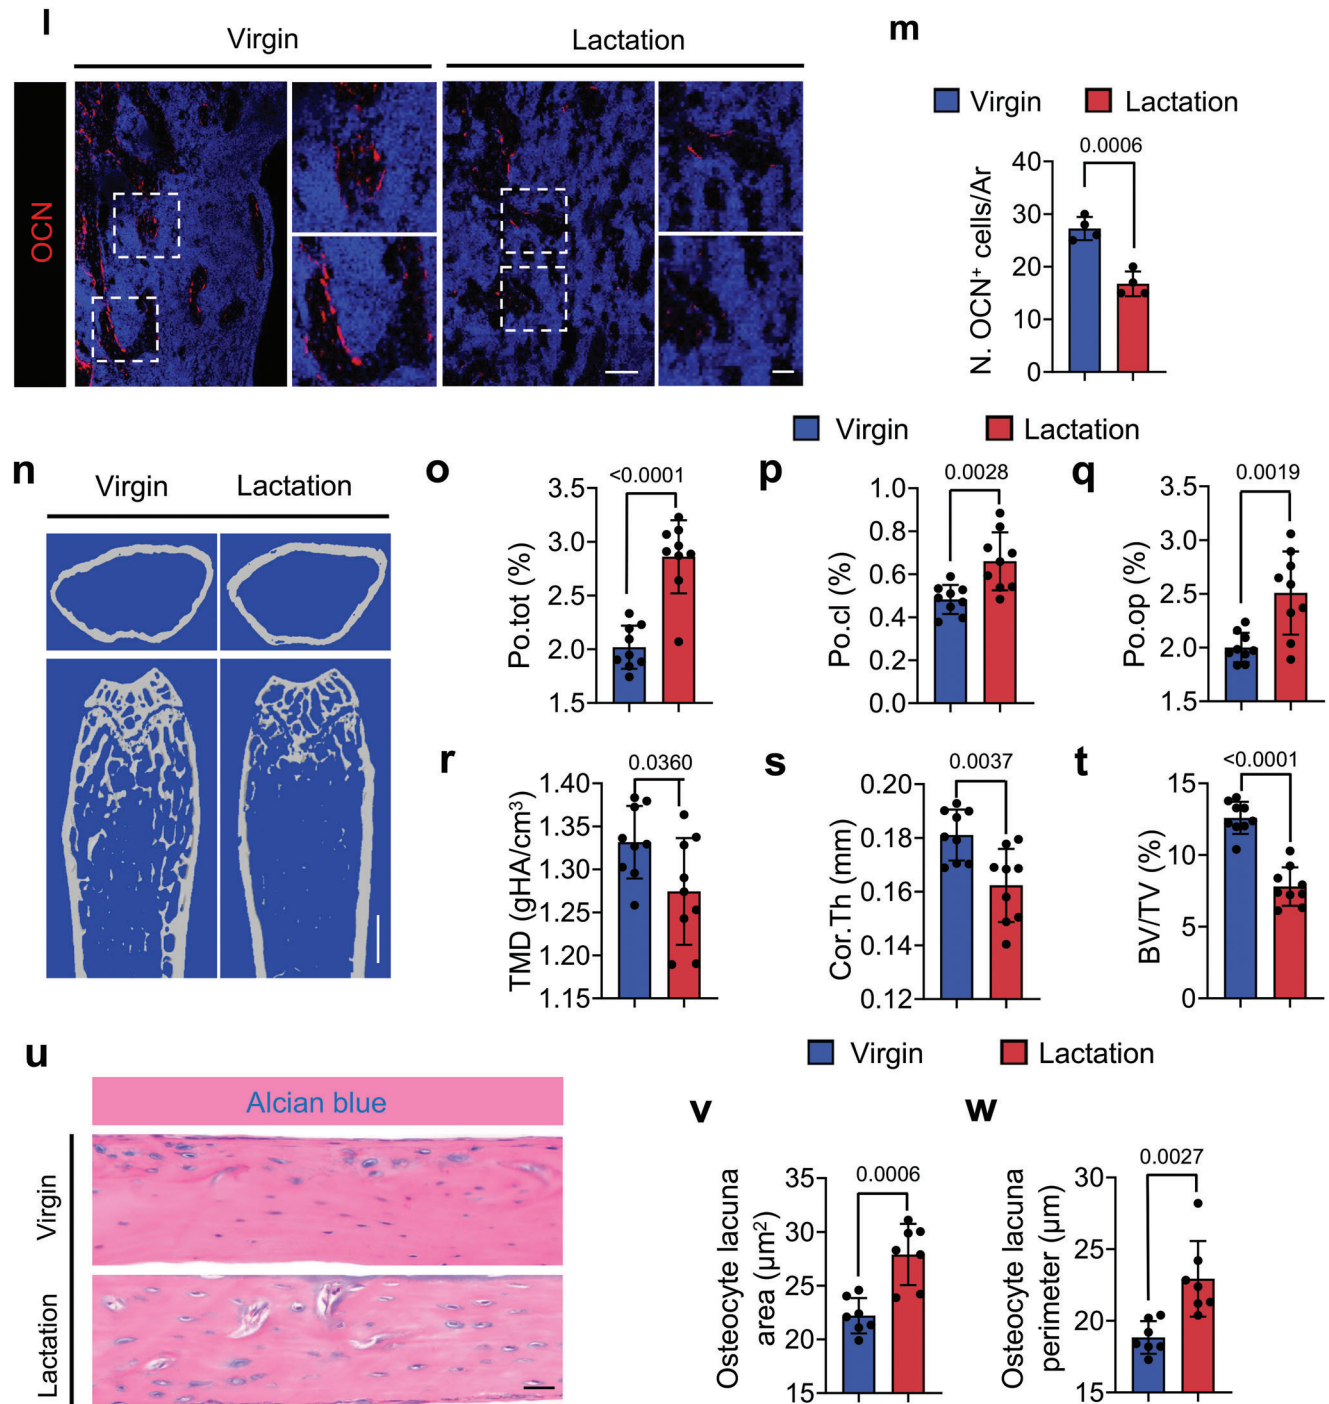 l
Virgin
Lactation
OCN
m
Virgin
Lactation
0.0006
N. OCN⁺ cells/Ar
40
30
20
10
0
Virgin
Lactation
n
Virgin
Lactation
o
<0.0001
Po.tot (%)
3.5
3.0
2.5
2.0
1.5
p
0.0028
Po.cl (%)
1.0
0.8
0.6
0.4
0.2
0.0
q
0.0019
Po.op (%)
3.5
3.0
2.5
2.0
1.5
r
0.0360
TMD (gHA/cm³)
1.40
1.35
1.30
1.25
1.20
1.15
s
0.0037
Cor.Th (mm)
0.20
0.18
0.16
0.14
0.12
t
<0.0001
BV/TV (%)
15
10
5
0
u
Alcian blue
Virgin
Lactation
Virgin
Lactation
v
0.0006
Osteocyte lacuna
area (μm²)
35
30
25
20
15
w
0.0027
Osteocyte lacuna
perimeter (μm)
30
25
20
15